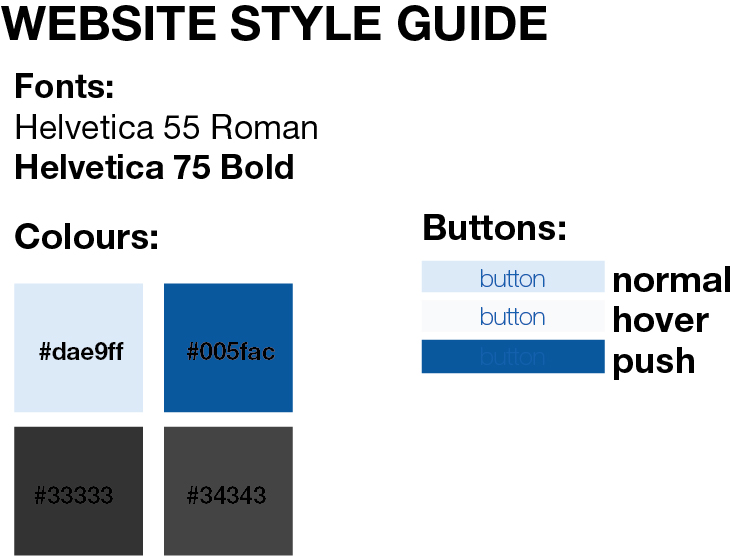 WEBSITE STYLE GUIDE
Fonts:
Helvetica 55 Roman
Helvetica 75 Bold
Colours:
#dae9ff
#005fac
#33333
#34343
Buttons:
button normal
button hover
button push